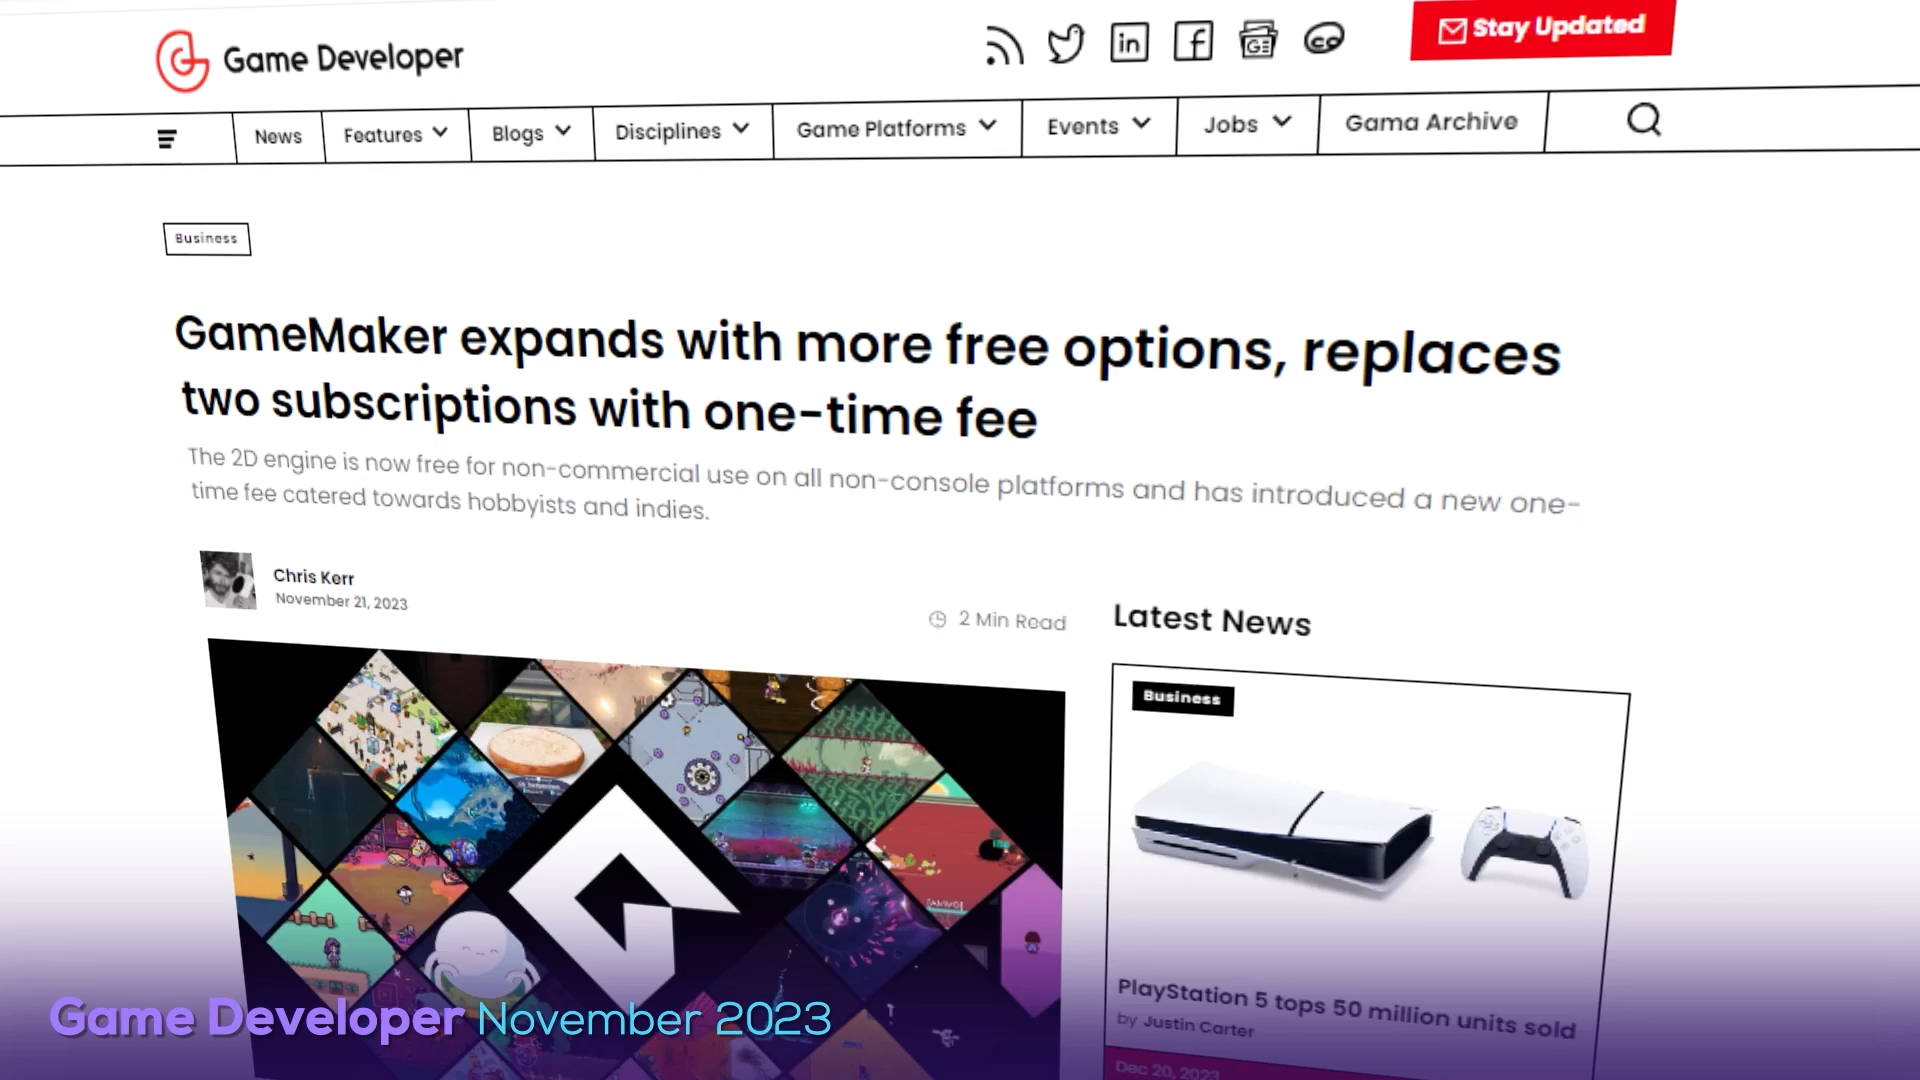 Game Developer
Stay Updated
News
Features
Blogs
Disciplines
Game Platforms
Events
Jobs
Gama Archive
Business
GameMaker expands with more free options, replaces
two subscriptions with one-time fee
The 2D engine is now free for non-commercial use on all non-console platforms and has introduced a new one-
time fee catered towards hobbyists and indies.
Chris Kerr
November 21, 2023
2 Min Read
Latest News
Business
PlayStation 5 tops 50 million units sold
by Justin Carter
Dec 20, 2023
Game Developer November 2023